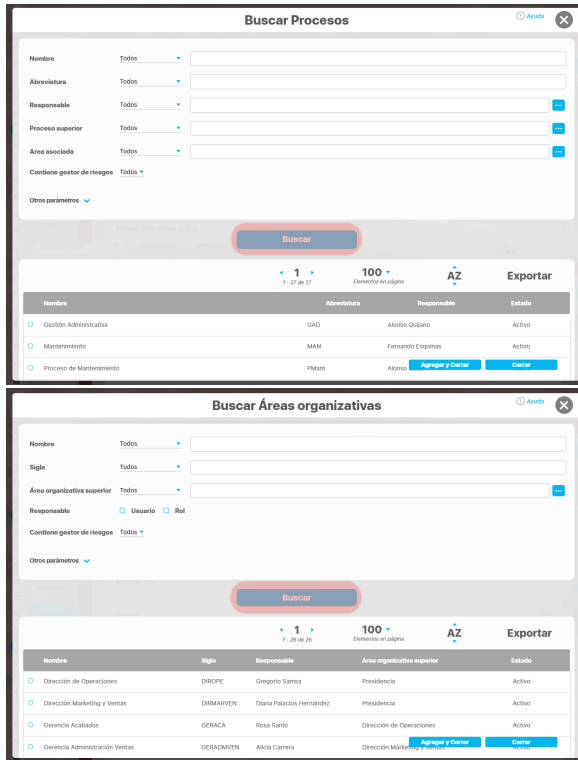 Buscar Procesos
? Ayuda
Nombre Todos
Abreviatura Todos
Responsable Todos
Proceso superior Todos
Area asociada Todos
Contiene gestor de riesgos Todos
Otros parámetros
Buscar
1 100 AZ Exportar
1 - 27 de 27 Elementos en página
Nombre Abreviatura Responsable Estado
Gestión Administrativa GAD Alonso Quijano Activo
Mantenimiento MAN Fernando Esquinas Activo
Agregar y Cerrar Cerrar
Proceso de Mantenimiento PMant Alonso
Buscar Áreas organizativas
? Ayuda
Nombre Todos
Sigla Todos
Área organizativa superior Todos
Responsable Usuario Rol
Contiene gestor de riesgos Todos
Otros parámetros
Buscar
1 100 AZ Exportar
1 - 26 de 26 Elementos en página
Nombre Sigla Responsable Área organizativa superior Estado
Dirección de Operaciones DIROPE Gregorio Samsa Presidencia Activo
Dirección Marketing y Ventas DIRMARVEN Diana Palacios Hernandez Presidencia Activo
Gerencia Acabados GERACA Rosa Santo Dirección de Operaciones Activo
Agregar y Cerrar Cerrar
Gerencia Administración Ventas GERADMVEN Alicia Carrera Dirección Marketing y Ventas Activo